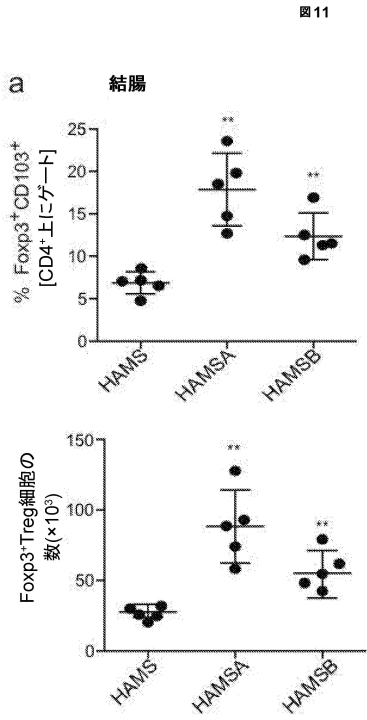 図11
a
結腸
% Foxp3⁺CD103⁺
[CD4⁺上にゲート]
25
20
15
10
5
0
**
**
HAMS
HAMSA
HAMSB
Foxp3⁺Treg細胞の
数(×10³)
150
100
50
0
**
**
HAMS
HAMSA
HAMSB